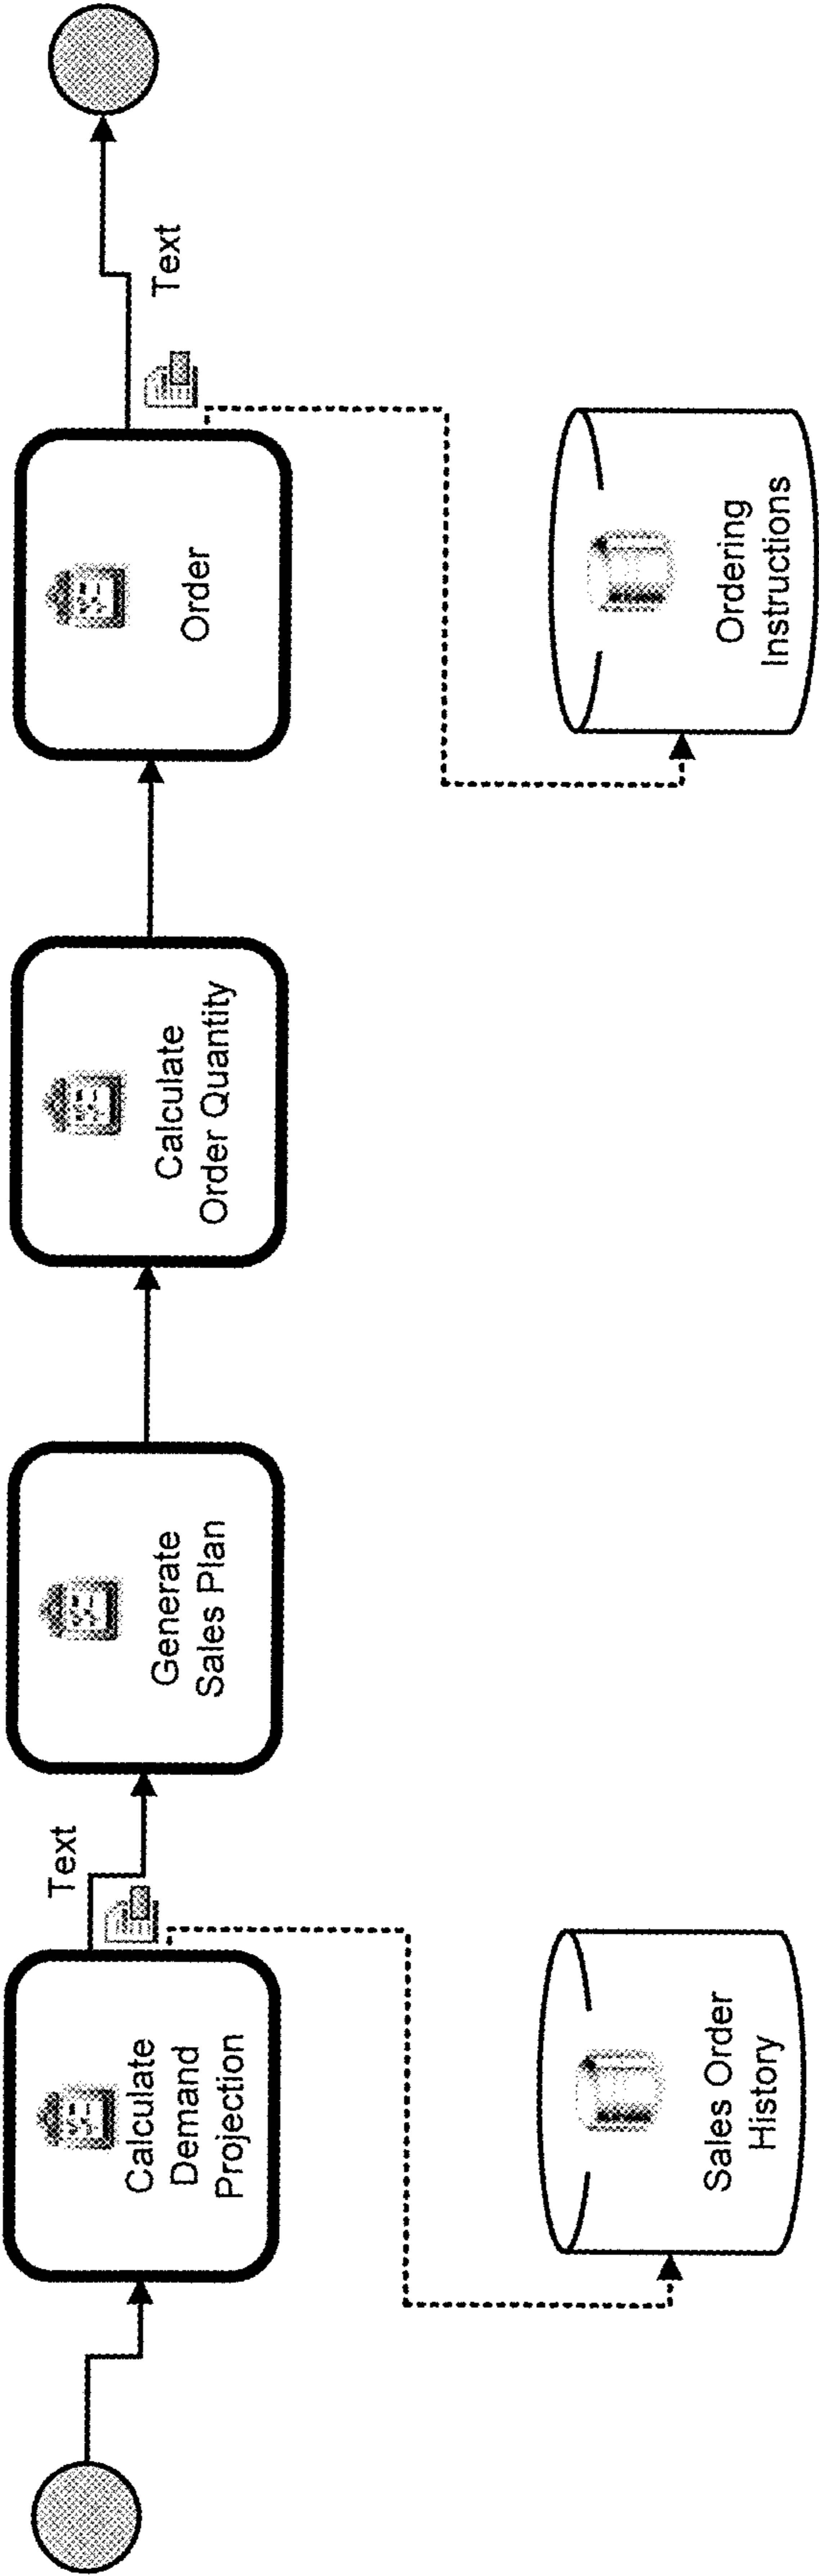 Calculate
Demand
Projection
Text
Generate
Sales Plan
Calculate
Order Quantity
Order
Text
Sales Order
History
Ordering
Instructions